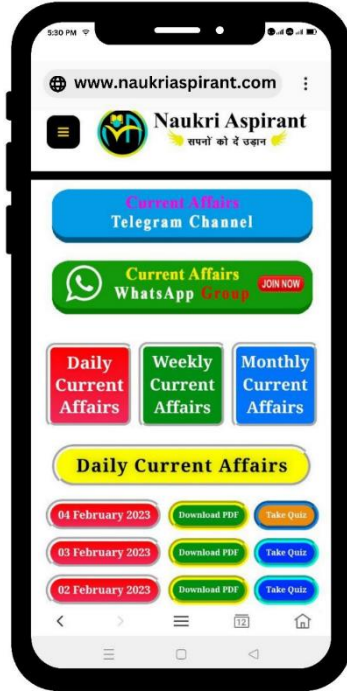 5:30 PM
www.naukriaspirant.com
Naukri Aspirant
सपनों को दें उड़ान
Current Affairs
Telegram Channel
Current Affairs
WhatsApp Group
JOIN NOW
Daily
Current
Affairs
Weekly
Current
Affairs
Monthly
Current
Affairs
Daily Current Affairs
04 February 2023 Download PDF Take Quiz
03 February 2023 Download PDF Take Quiz
02 February 2023 Download PDF Take Quiz
12